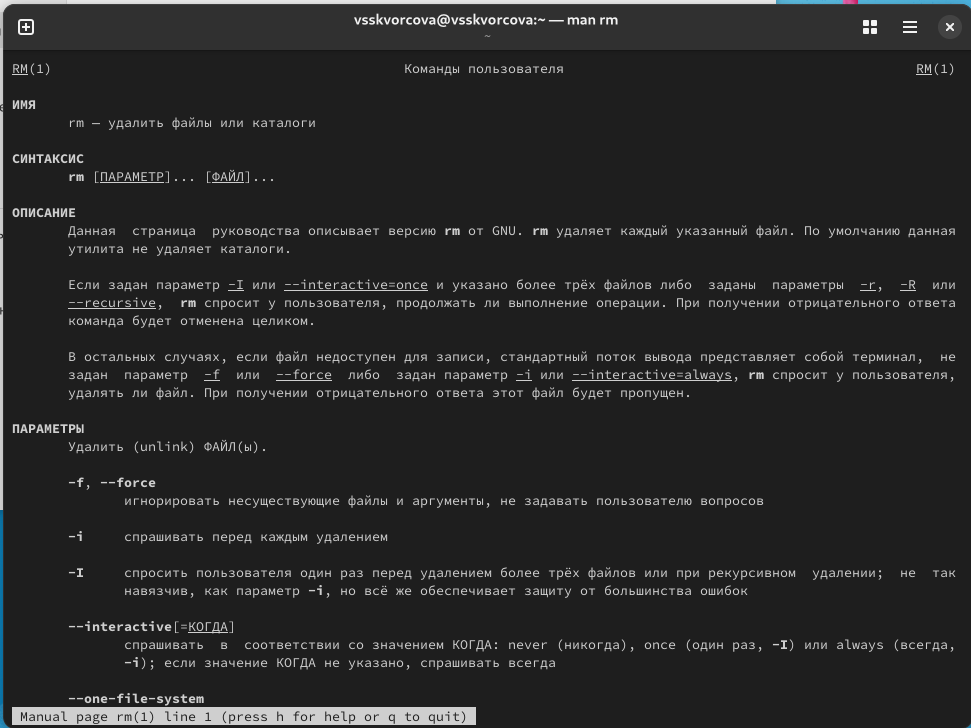 vsskvorcova@vsskvorcova:~ — man rm
~
RM(1) Команды пользователя RM(1)
ИМЯ
rm — удалить файлы или каталоги
СИНТАКСИС
rm [ПАРАМЕТР]... [ФАЙЛ]...
ОПИСАНИЕ
Данная страница руководства описывает версию rm от GNU. rm удаляет каждый указанный файл. По умолчанию данная
утилита не удаляет каталоги.
Если задан параметр -I или --interactive=once и указано более трёх файлов либо заданы параметры -r, -R или
--recursive, rm спросит у пользователя, продолжать ли выполнение операции. При получении отрицательного ответа
команда будет отменена целиком.
В остальных случаях, если файл недоступен для записи, стандартный поток вывода представляет собой терминал, не
задан параметр -f или --force либо задан параметр -i или --interactive=always, rm спросит у пользователя,
удалять ли файл. При получении отрицательного ответа этот файл будет пропущен.
ПАРАМЕТРЫ
Удалить (unlink) ФАЙЛ(ы).
-f, --force
игнорировать несуществующие файлы и аргументы, не задавать пользователю вопросов
-i спрашивать перед каждым удалением
-I спросить пользователя один раз перед удалением более трёх файлов или при рекурсивном удалении; не так
навязчив, как параметр -i, но всё же обеспечивает защиту от большинства ошибок
--interactive[=КОГДА]
спрашивать в соответствии со значением КОГДА: never (никогда), once (один раз, -I) или always (всегда,
-i); если значение КОГДА не указано, спрашивать всегда
--one-file-system
Manual page rm(1) line 1 (press h for help or q to quit)